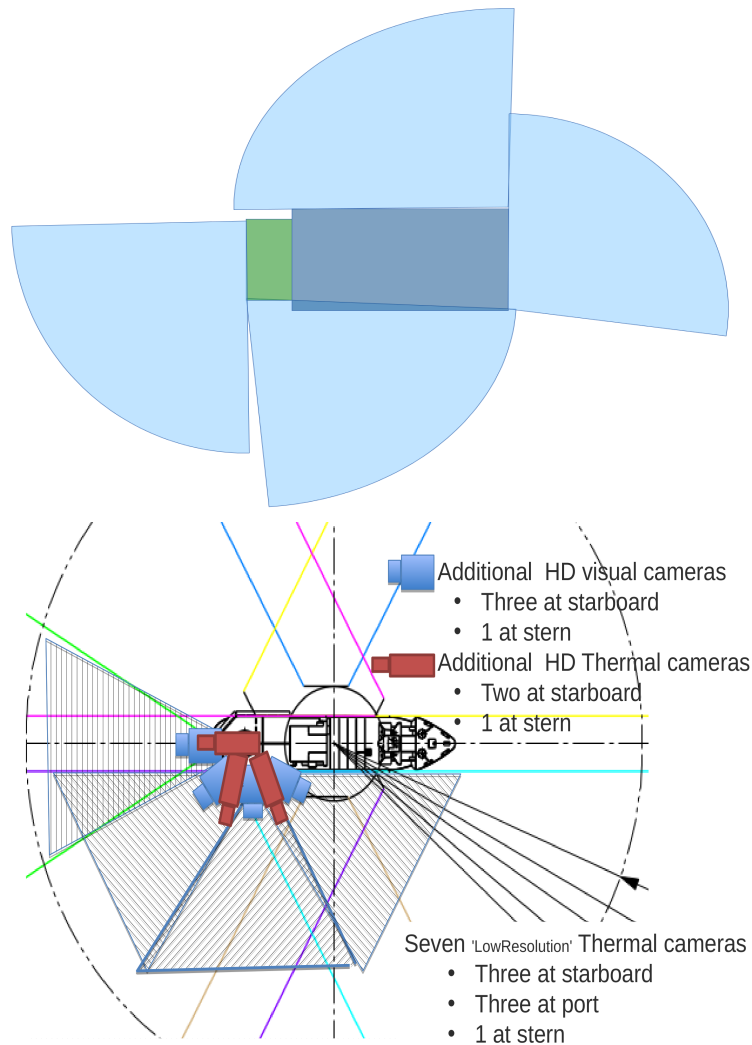 Additional HD visual cameras
• Three at starboard
• 1 at stern
Additional HD Thermal cameras
• Two at starboard
• 1 at stern
Seven 'LowResolution' Thermal cameras
• Three at starboard
• Three at port
• 1 at stern